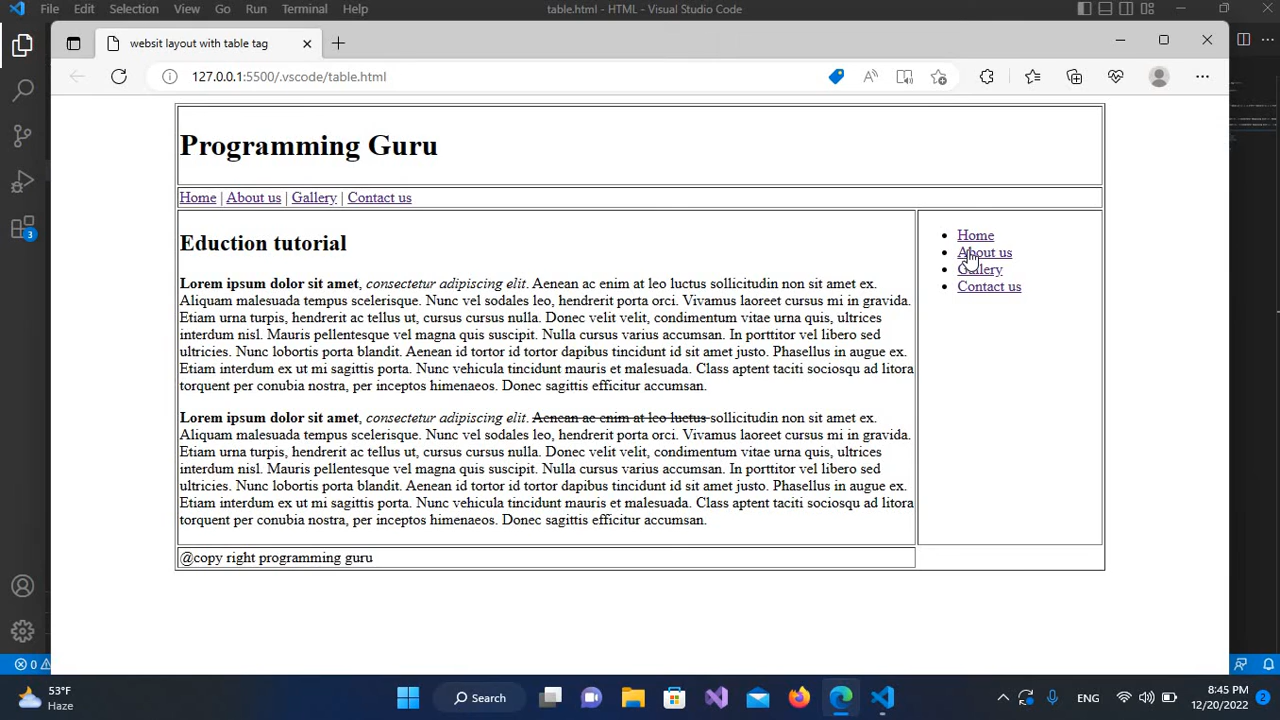 File Edit Selection View Go Run Terminal Help table.html - HTML - Visual Studio Code
websit layout with table tag
127.0.0.1:5500/.vscode/table.html
Programming Guru
Home | About us | Gallery | Contact us
Eduction tutorial
Lorem ipsum dolor sit amet, consectetur adipiscing elit. Aenean ac enim at leo luctus sollicitudin non sit amet ex.
Aliquam malesuada tempus scelerisque. Nunc vel sodales leo, hendrerit porta orci. Vivamus laoreet cursus mi in gravida.
Etiam urna turpis, hendrerit ac tellus ut, cursus cursus nulla. Donec velit velit, condimentum vitae urna quis, ultrices
interdum nisl. Mauris pellentesque vel magna quis suscipit. Nulla cursus varius accumsan. In porttitor vel libero sed
ultricies. Nunc lobortis porta blandit. Aenean id tortor id tortor dapibus tincidunt id sit amet justo. Phasellus in augue ex.
Etiam interdum ex ut mi sagittis porta. Nunc vehicula tincidunt mauris et malesuada. Class aptent taciti sociosqu ad litora
torquent per conubia nostra, per inceptos himenaeos. Donec sagittis efficitur accumsan.
Lorem ipsum dolor sit amet, consectetur adipiscing elit. Aenean ac enim at leo luctus sollicitudin non sit amet ex.
Aliquam malesuada tempus scelerisque. Nunc vel sodales leo, hendrerit porta orci. Vivamus laoreet cursus mi in gravida.
Etiam urna turpis, hendrerit ac tellus ut, cursus cursus nulla. Donec velit velit, condimentum vitae urna quis, ultrices
interdum nisl. Mauris pellentesque vel magna quis suscipit. Nulla cursus varius accumsan. In porttitor vel libero sed
ultricies. Nunc lobortis porta blandit. Aenean id tortor id tortor dapibus tincidunt id sit amet justo. Phasellus in augue ex.
Etiam interdum ex ut mi sagittis porta. Nunc vehicula tincidunt mauris et malesuada. Class aptent taciti sociosqu ad litora
torquent per conubia nostra, per inceptos himenaeos. Donec sagittis efficitur accumsan.
Home
About us
Gallery
Contact us
@copy right programming guru
3
0
53°F
Haze
Search
ENG
8:45 PM
12/20/2022
2